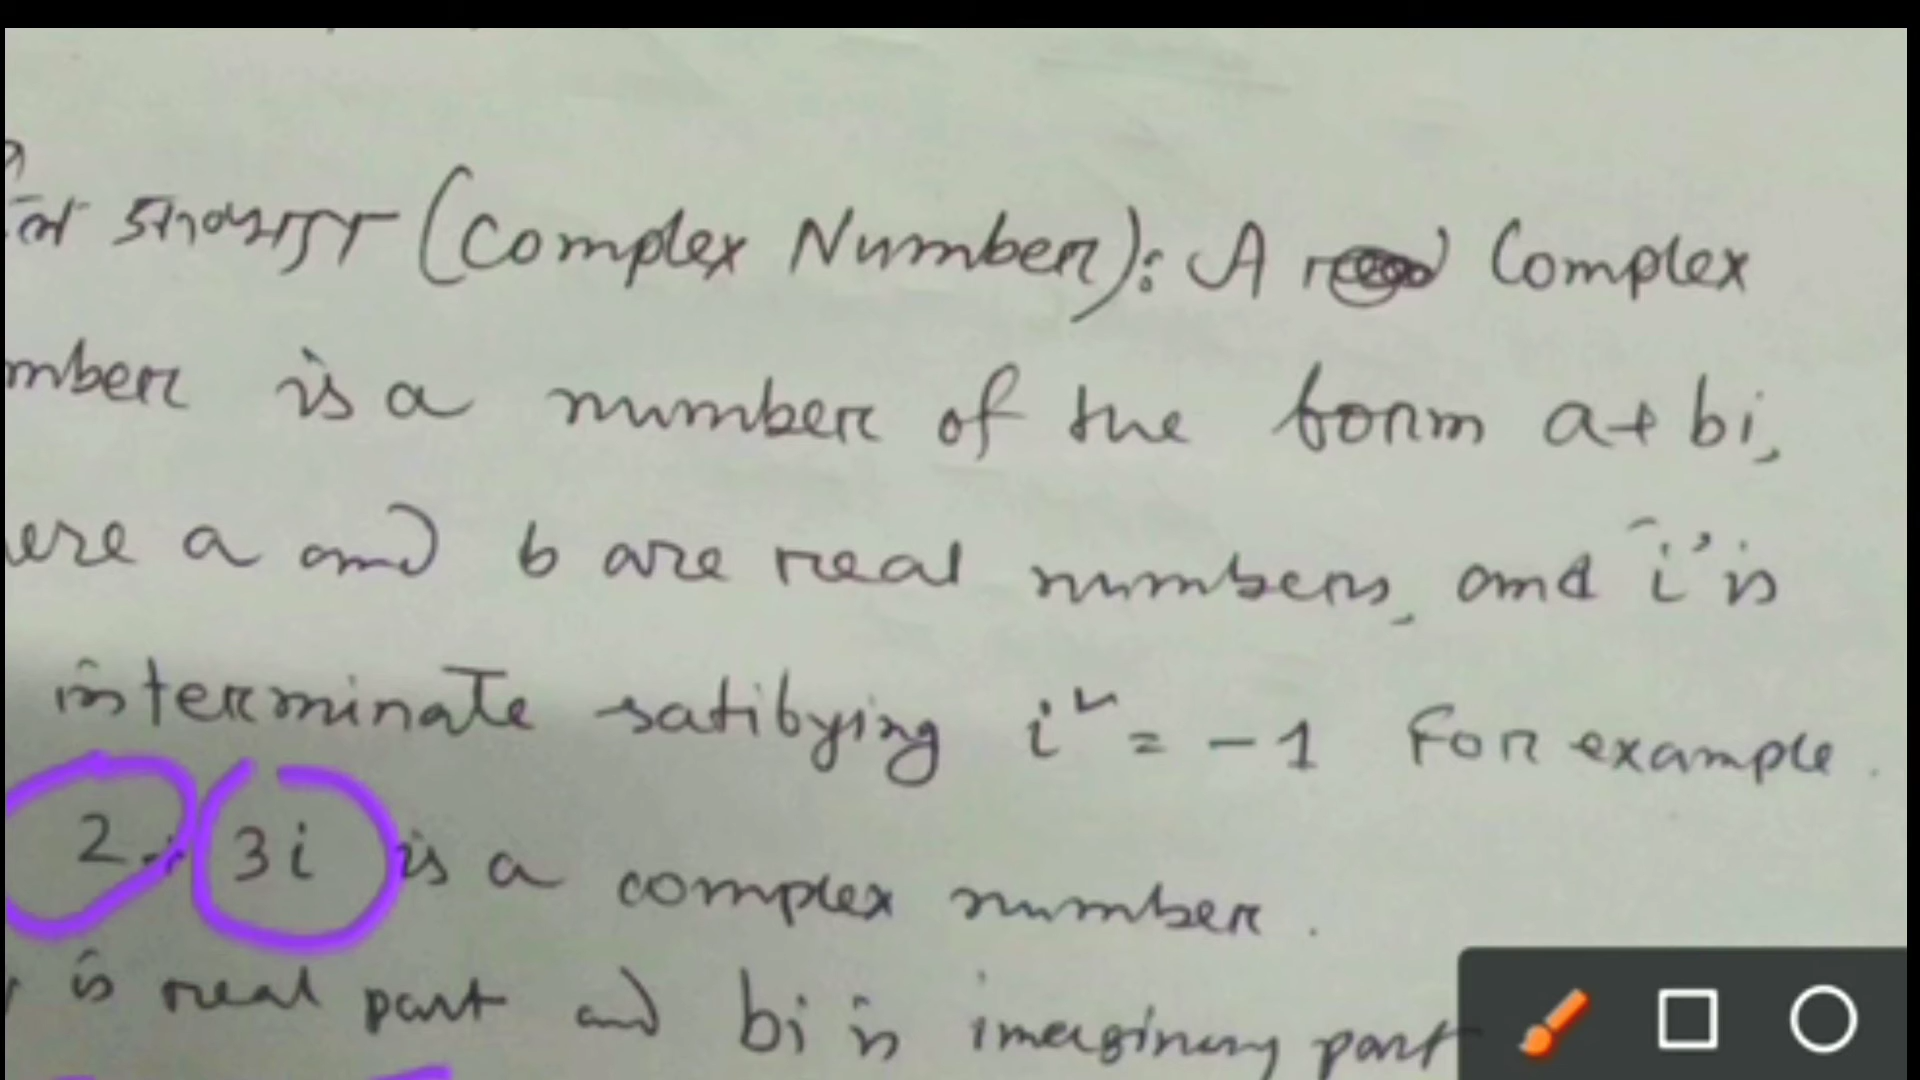 সংখ্যা (Complex Number): A Complex
mber is a number of the form a+bi,
ere a and b are real numbers, and 'i' is
interminate satibying i² = -1 For example.
2+3i is a complex number.
is real part and bi is imaginary part